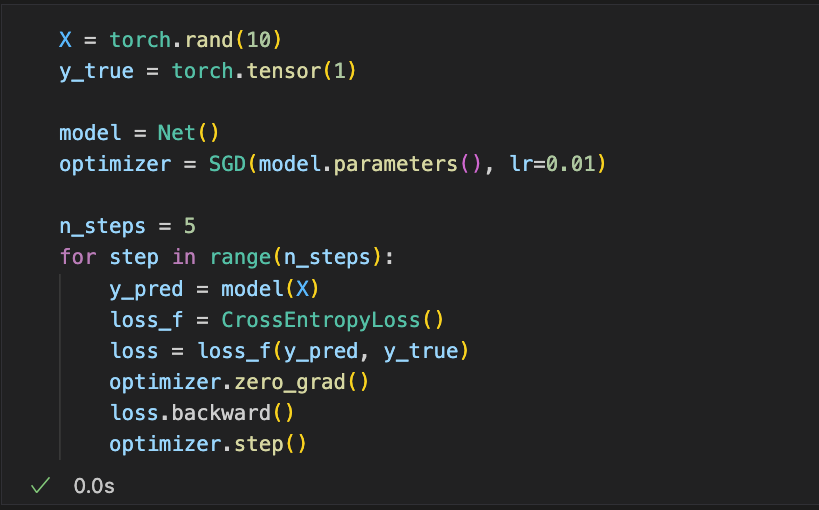 X = torch.rand(10)
y_true = torch.tensor(1)
model = Net()
optimizer = SGD(model.parameters(), lr=0.01)
n_steps = 5
for step in range(n_steps):
y_pred = model(X)
loss_f = CrossEntropyLoss()
loss = loss_f(y_pred, y_true)
optimizer.zero_grad()
loss.backward()
optimizer.step()
0.0s